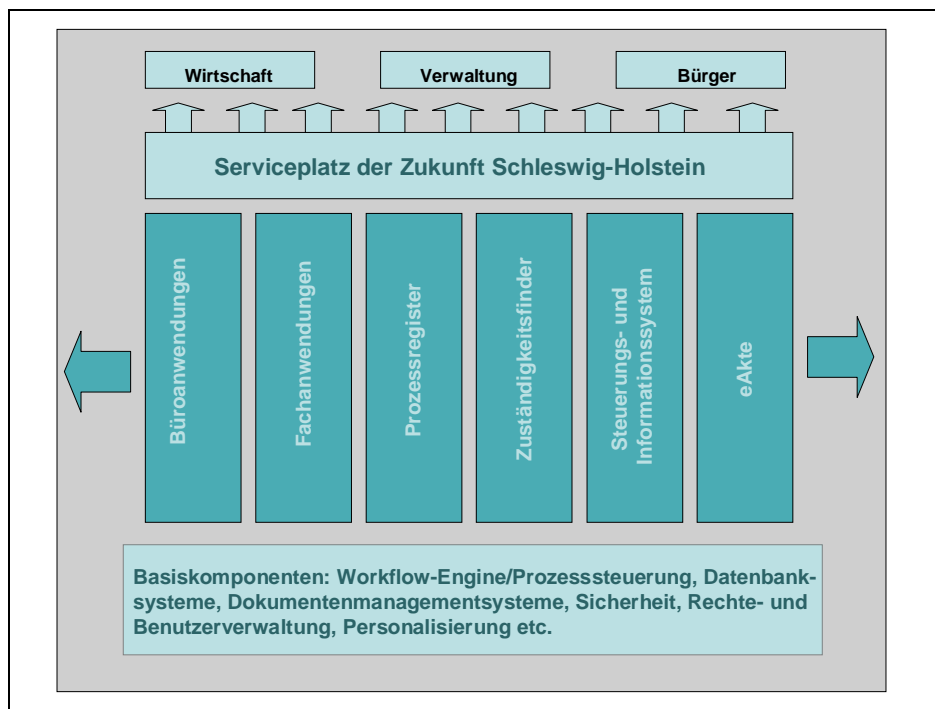 Wirtschaft
Verwaltung
Bürger
Serviceplatz der Zukunft Schleswig-Holstein
Büroanwendungen
Fachanwendungen
Prozessregister
Zuständigkeitsfinder
Steuerungs- und
Informationssystem
eAkte
Basiskomponenten: Workflow-Engine/Prozesssteuerung, Datenbank-
systeme, Dokumentenmanagementsysteme, Sicherheit, Rechte- und
Benutzerverwaltung, Personalisierung etc.